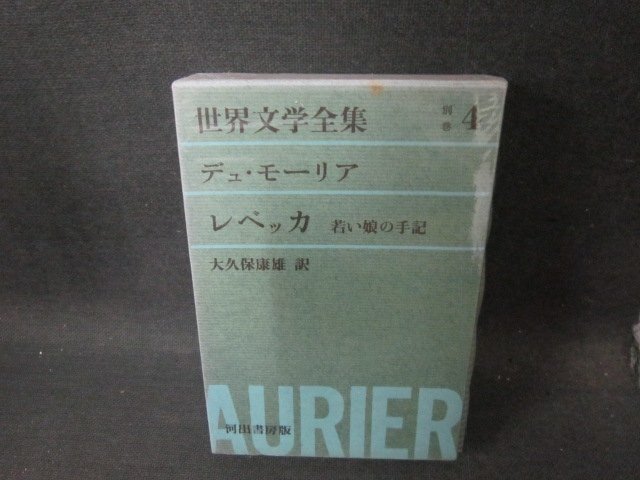 世界文学全集 別巻 4
デュ・モーリア
レベッカ 若い娘の手記
大久保康雄 訳
AURIER
河出書房版